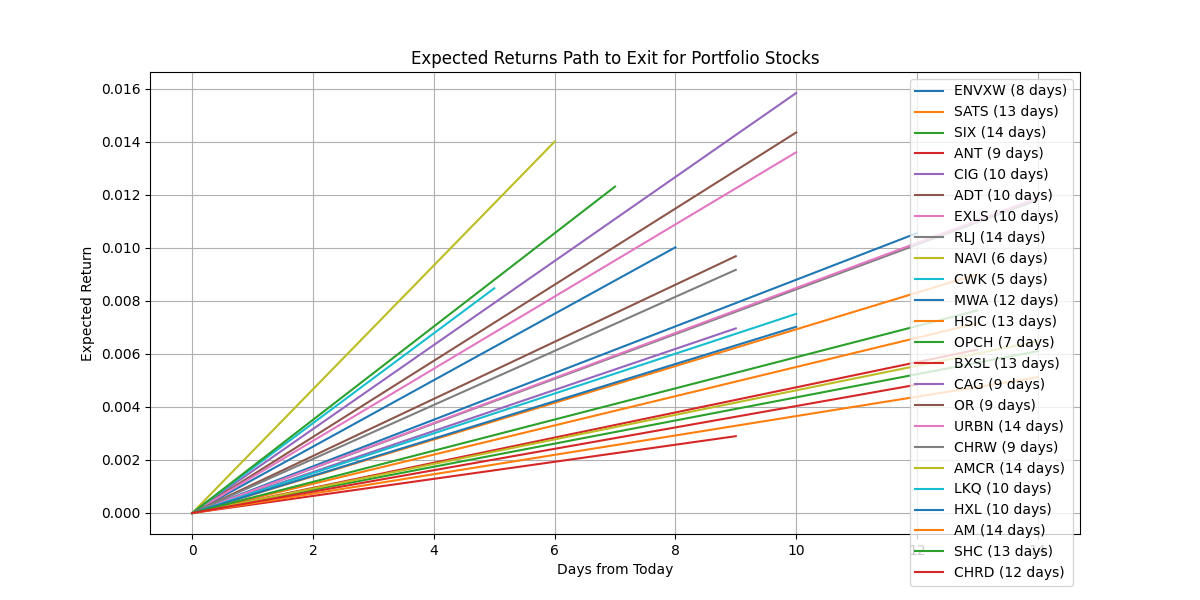 Expected Returns Path to Exit for Portfolio Stocks
0.016
0.014
0.012
0.010
0.008
0.006
0.004
0.002
0.000
Expected Return
0
2
4
6
8
10
12
14
Days from Today
ENVXW (8 days)
SATS (13 days)
SIX (14 days)
ANT (9 days)
CIG (10 days)
ADT (10 days)
EXLS (10 days)
RLJ (14 days)
NAVI (6 days)
CWK (5 days)
MWA (12 days)
HSIC (13 days)
OPCH (7 days)
BXSL (13 days)
CAG (9 days)
OR (9 days)
URBN (14 days)
CHRW (9 days)
AMCR (14 days)
LKQ (10 days)
HXL (10 days)
AM (14 days)
SHC (13 days)
CHRD (12 days)